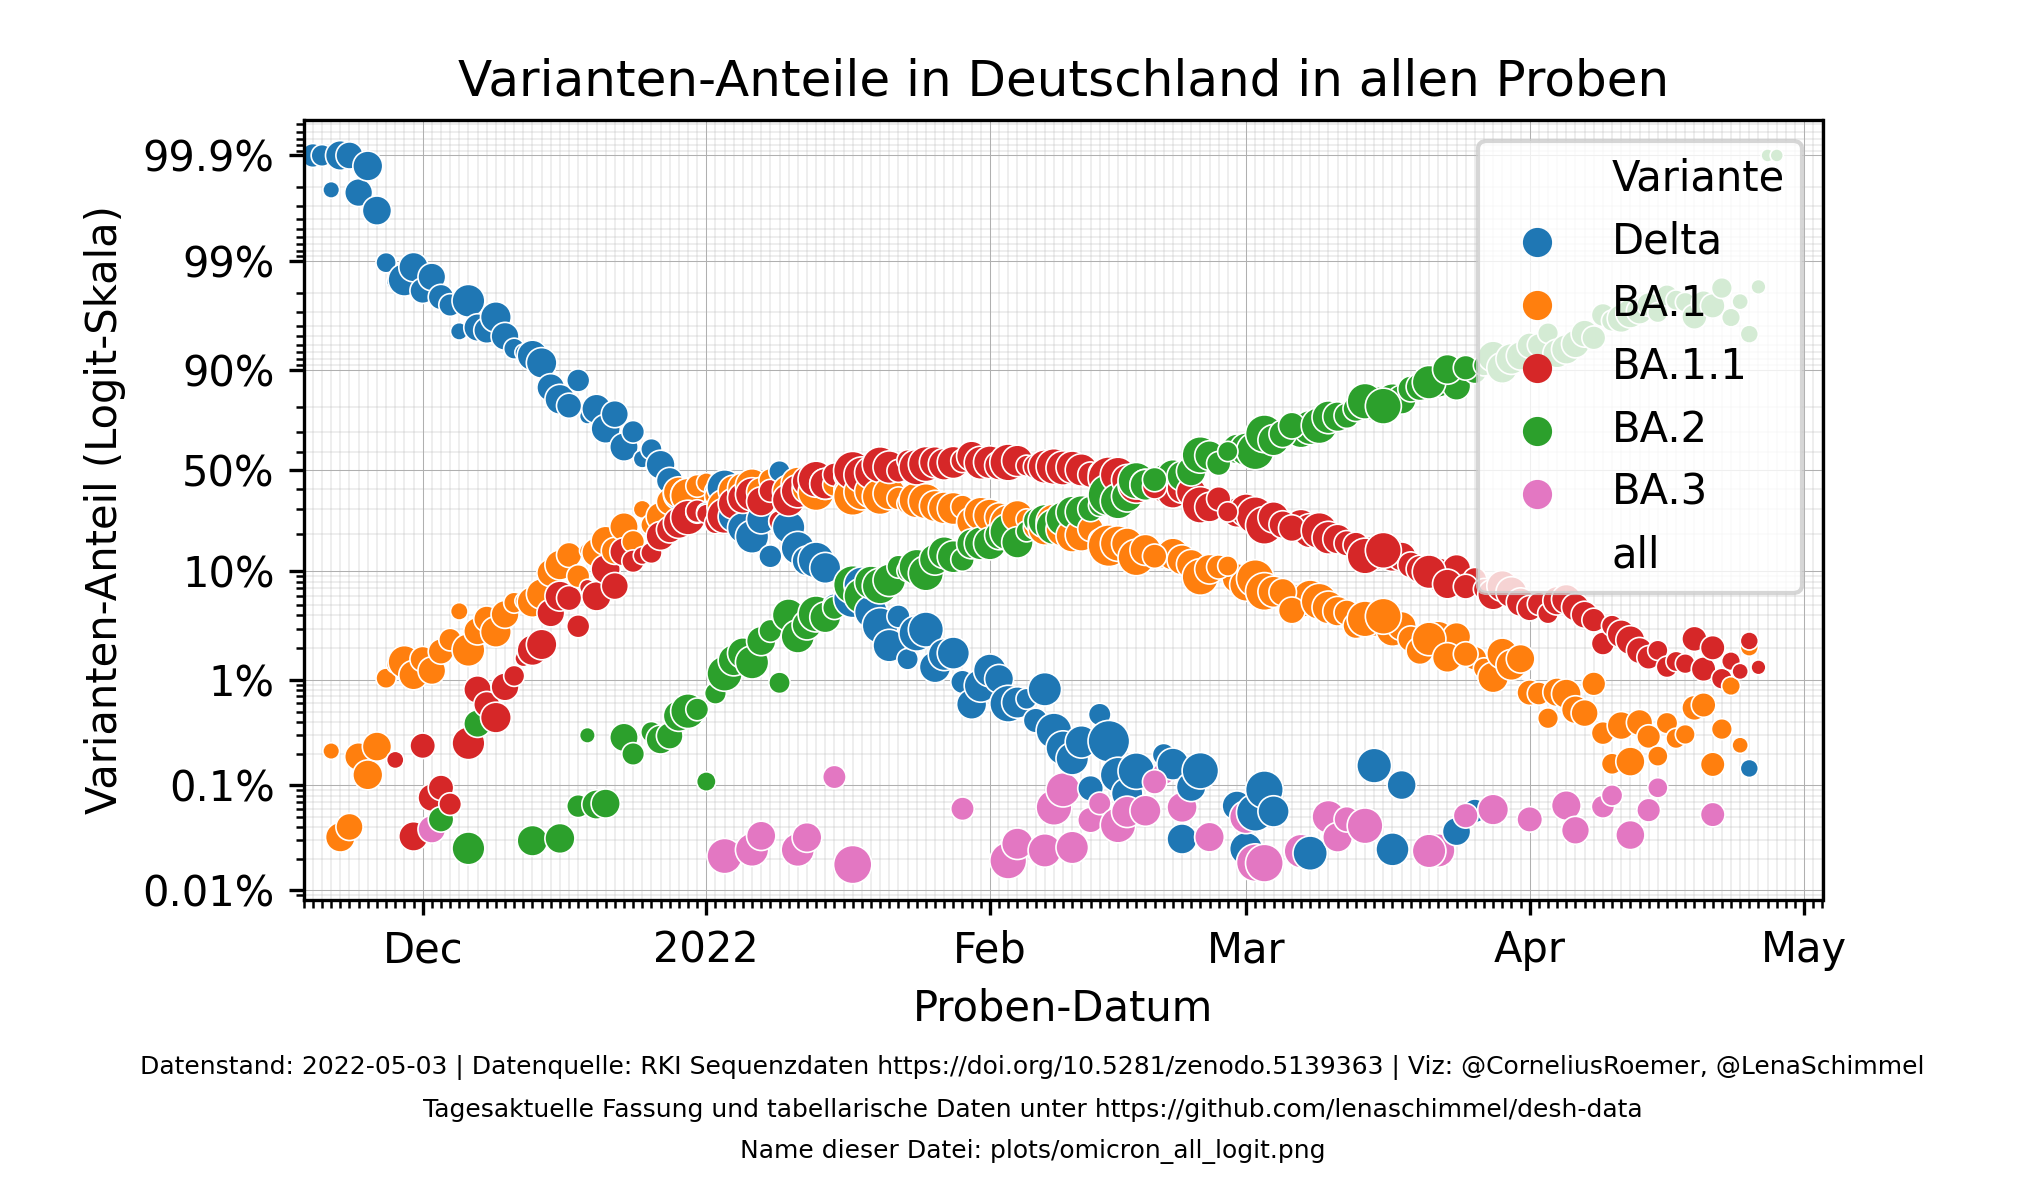 Varianten-Anteile in Deutschland in allen Proben
Varianten-Anteil (Logit-Skala)
99.9%
99%
90%
50%
10%
1%
0.1%
0.01%
Variante
Delta
BA.1
BA.1.1
BA.2
BA.3
all
Dec
2022
Feb
Mar
Apr
May
Proben-Datum
Datenstand: 2022-05-03 | Datenquelle: RKI Sequenzdaten https://doi.org/10.5281/zenodo.5139363 | Viz: @CorneliusRoemer, @LenaSchimmel
Tagesaktuelle Fassung und tabellarische Daten unter https://github.com/lenaschimmel/desh-data
Name dieser Datei: plots/omicron_all_logit.png